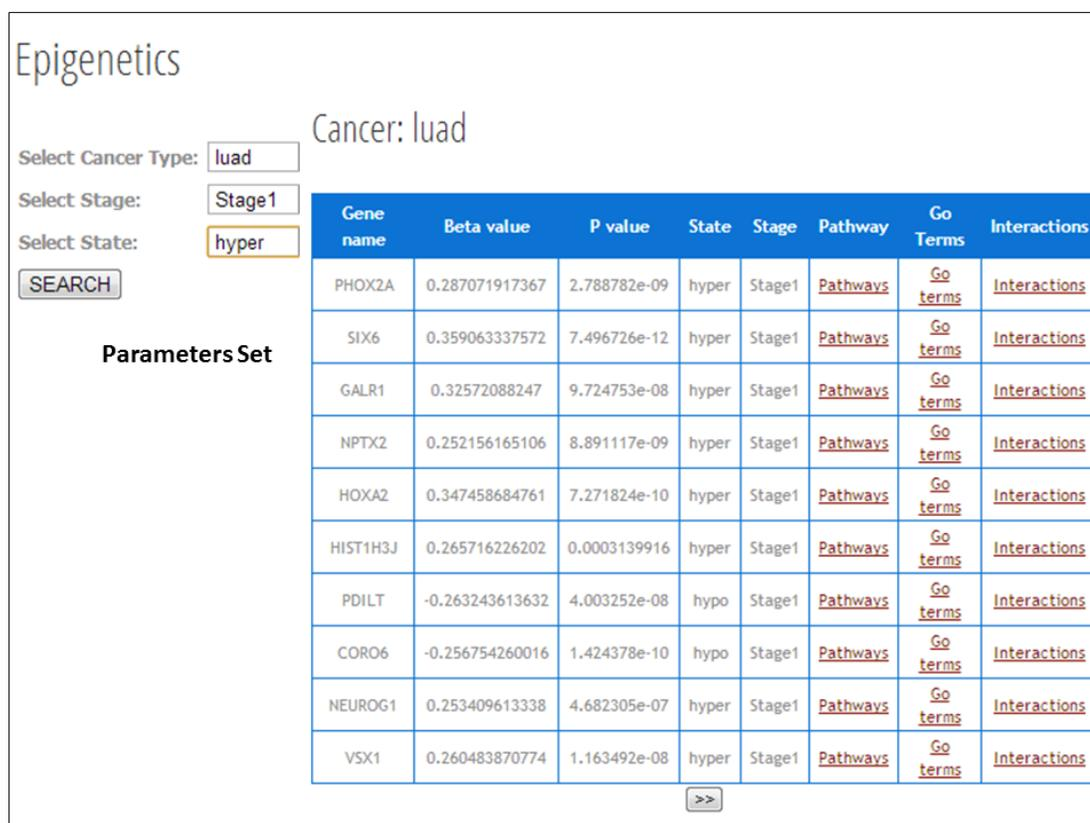 Epigenetics
Cancer: luad
Select Cancer Type: luad
Select Stage: Stage1
Select State: hyper
SEARCH
Parameters Set
Gene name Beta value P value State Stage Pathway Go Terms Interactions
PHOX2A 0.287071917367 2.788782e-09 hyper Stage1 Pathways Go terms Interactions
SIX6 0.359063337572 7.496726e-12 hyper Stage1 Pathways Go terms Interactions
GALR1 0.32572088247 9.724753e-08 hyper Stage1 Pathways Go terms Interactions
NPTX2 0.252156165106 8.891117e-09 hyper Stage1 Pathways Go terms Interactions
HOXA2 0.347458684761 7.271824e-10 hyper Stage1 Pathways Go terms Interactions
HIST1H3J 0.265716226202 0.0003139916 hyper Stage1 Pathways Go terms Interactions
PDILT -0.263243613632 4.003252e-08 hypo Stage1 Pathways Go terms Interactions
CORO6 -0.256754260016 1.424378e-10 hypo Stage1 Pathways Go terms Interactions
NEUROG1 0.253409613338 4.682305e-07 hyper Stage1 Pathways Go terms Interactions
VSX1 0.260483870774 1.163492e-08 hyper Stage1 Pathways Go terms Interactions
>>